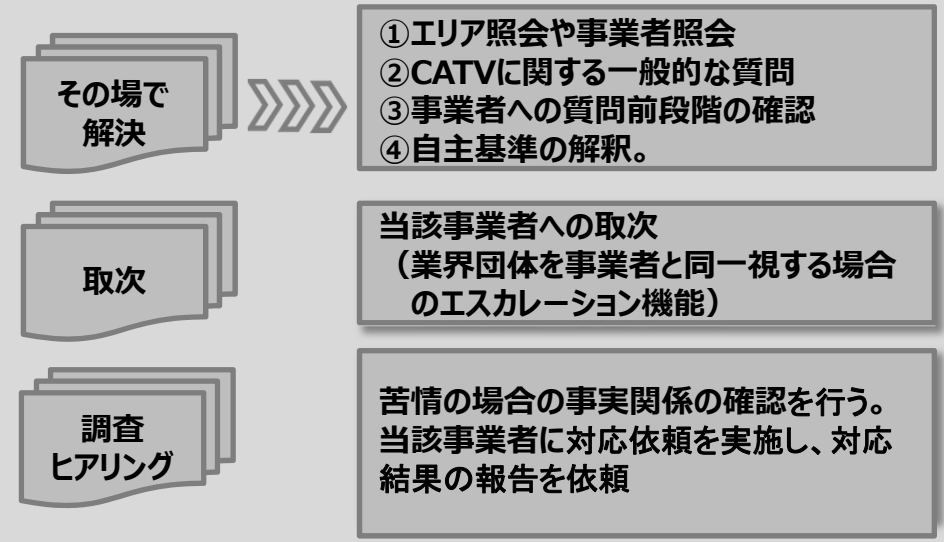 その場で
解決
①エリア照会や事業者照会
②CATVに関する一般的な質問
③事業者への質問前段階の確認
④自主基準の解釈。
取次
当該事業者への取次
（業界団体を事業者と同一視する場合
のエスカレーション機能）
調査
ヒアリング
苦情の場合の事実関係の確認を行う。
当該事業者に対応依頼を実施し、対応
結果の報告を依頼